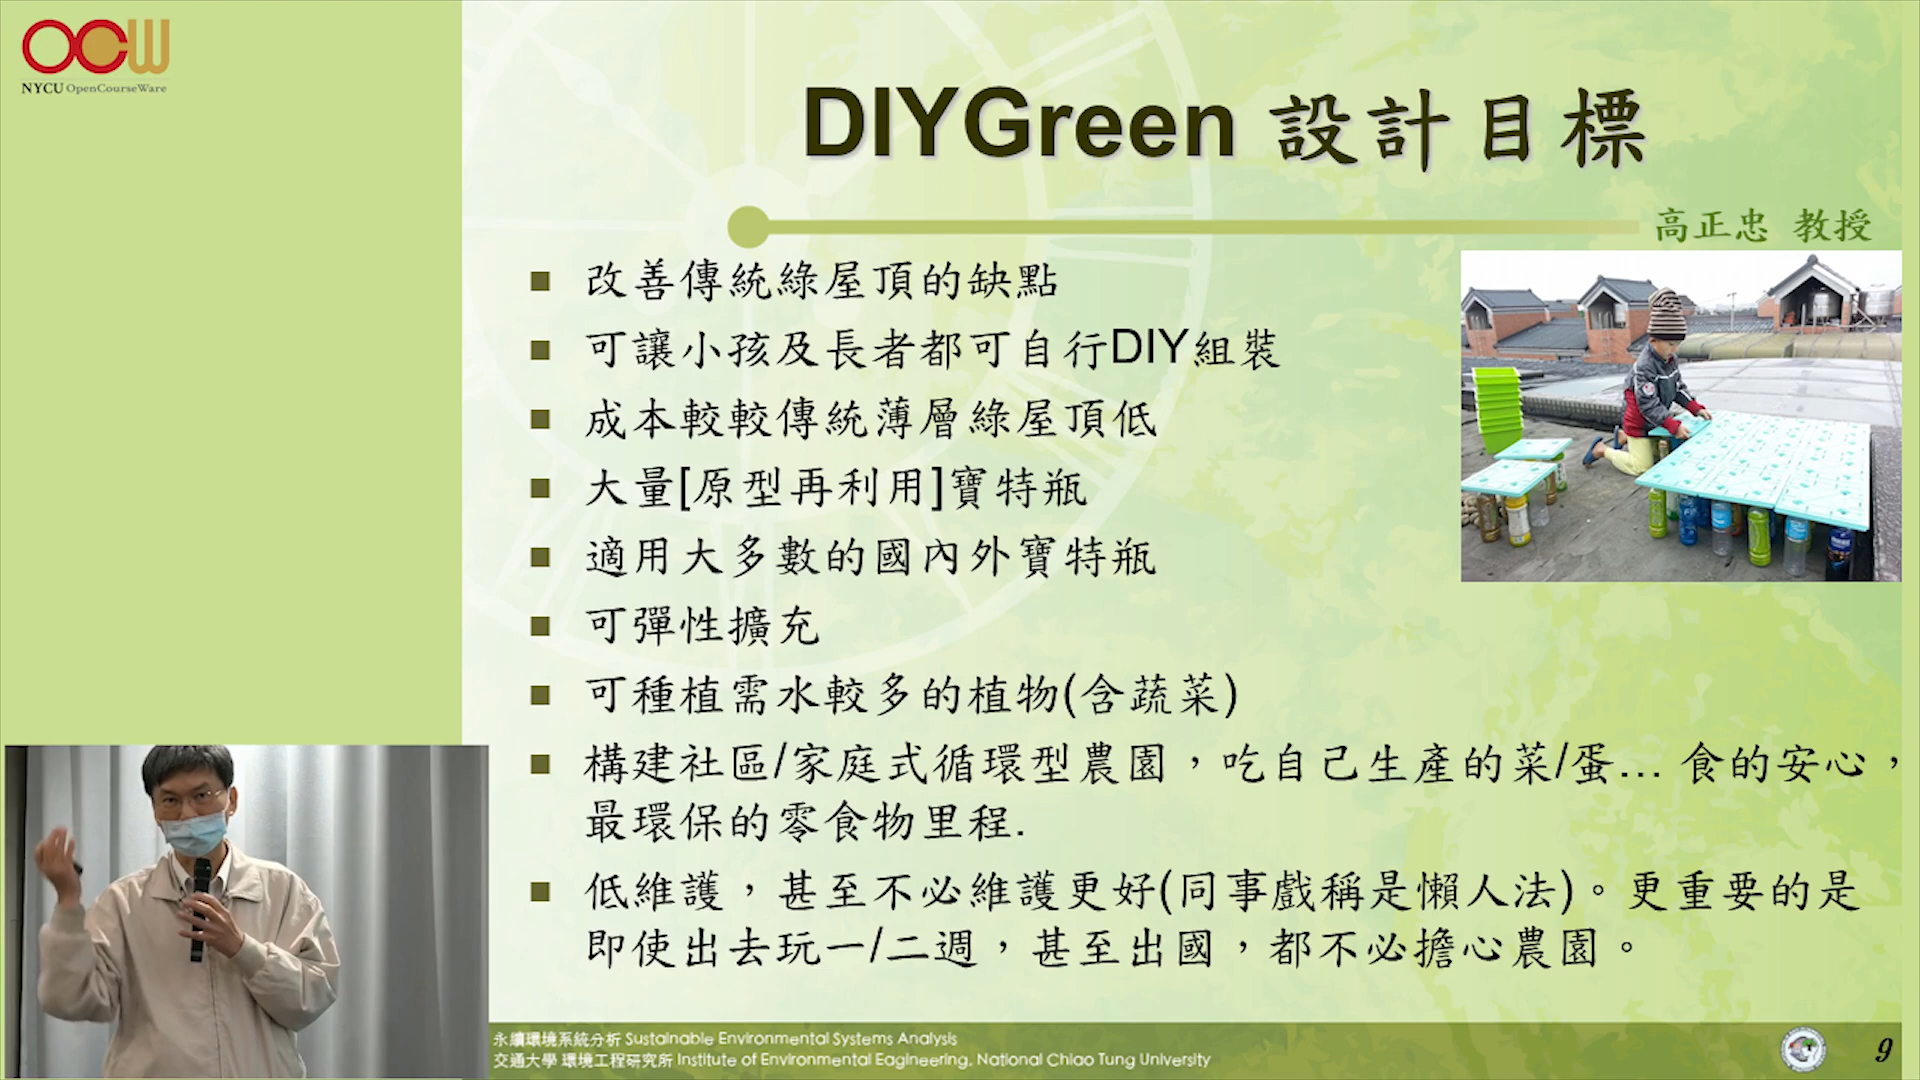 OCW
NYCU OpenCourseWare
DIYGreen 設計目標
高正忠 教授
■ 改善傳統綠屋頂的缺點
■ 可讓小孩及長者都可自行DIY組裝
■ 成本較較傳統薄層綠屋頂低
■ 大量[原型再利用]寶特瓶
■ 適用大多數的國內外寶特瓶
■ 可彈性擴充
■ 可種植需水較多的植物(含蔬菜)
■ 構建社區/家庭式循環型農園，吃自己生產的菜/蛋... 食的安心，
最環保的零食物里程.
■ 低維護，甚至不必維護更好(同事戲稱是懶人法)。更重要的是
即使出去玩一/二週，甚至出國，都不必擔心農園。
永續環境系統分析 Sustainable Environmental Systems Analysis
交通大學 環境工程研究所 Institute of Environmental Eagineering, National Chiao Tung University
9